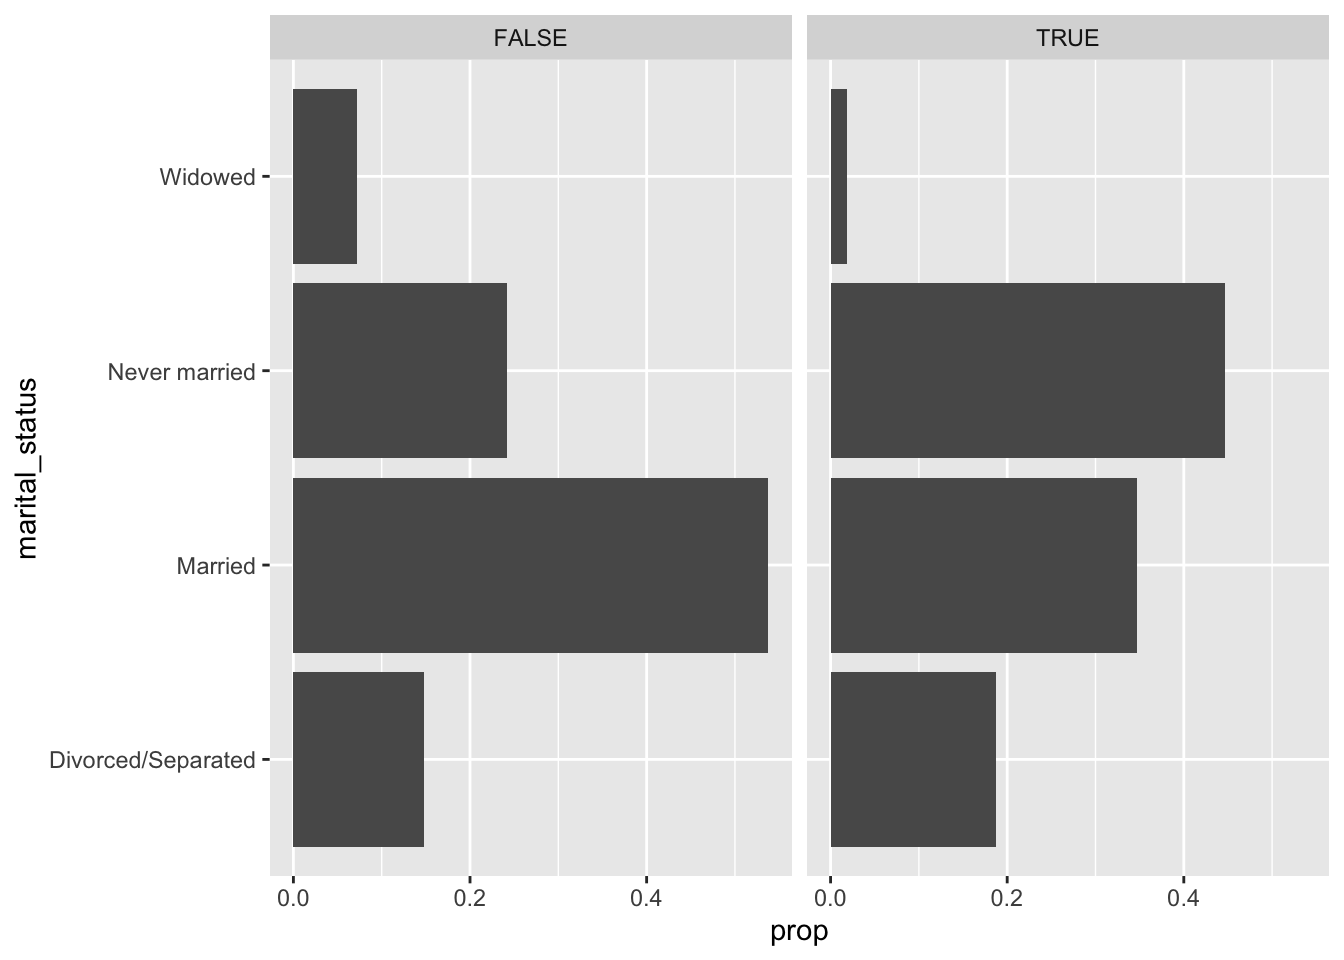 FALSE
TRUE
Widowed
Never married
Married
Divorced/Separated
marital_status
0.0 0.2 0.4
0.0 0.2 0.4
prop